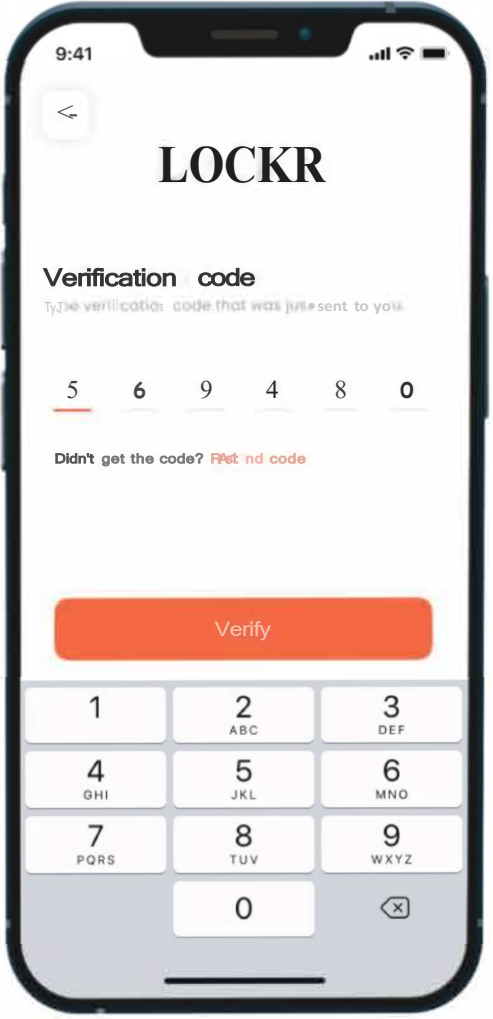 9:41
LOCKR
Verification code
code that was just sent to you
5 6 9 4 8 0
Didn't get the code? code
Verify
1 2 3
ABC DEF
4 5 6
GHI JKL MNO
7 8 9
PQRS TUV WXYZ
0